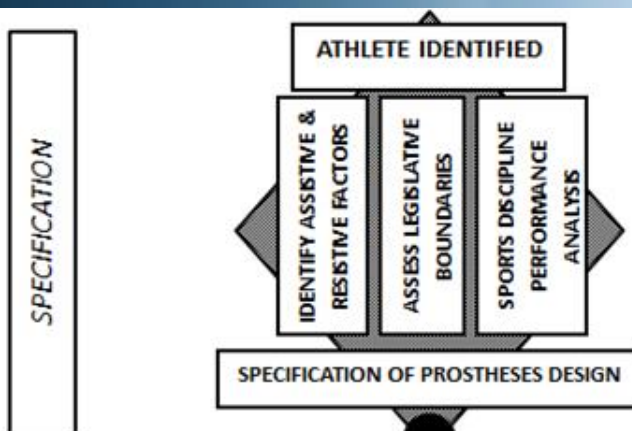 SPECIFICATION
ATHLETE IDENTIFIED
IDENTIFY ASSISTIVE &
RESISTIVE FACTORS
ASSESS LEGISLATIVE
BOUNDARIES
SPORTS DISCIPLINE
PERFORMANCE
ANALYSIS
SPECIFICATION OF PROSTHESES DESIGN